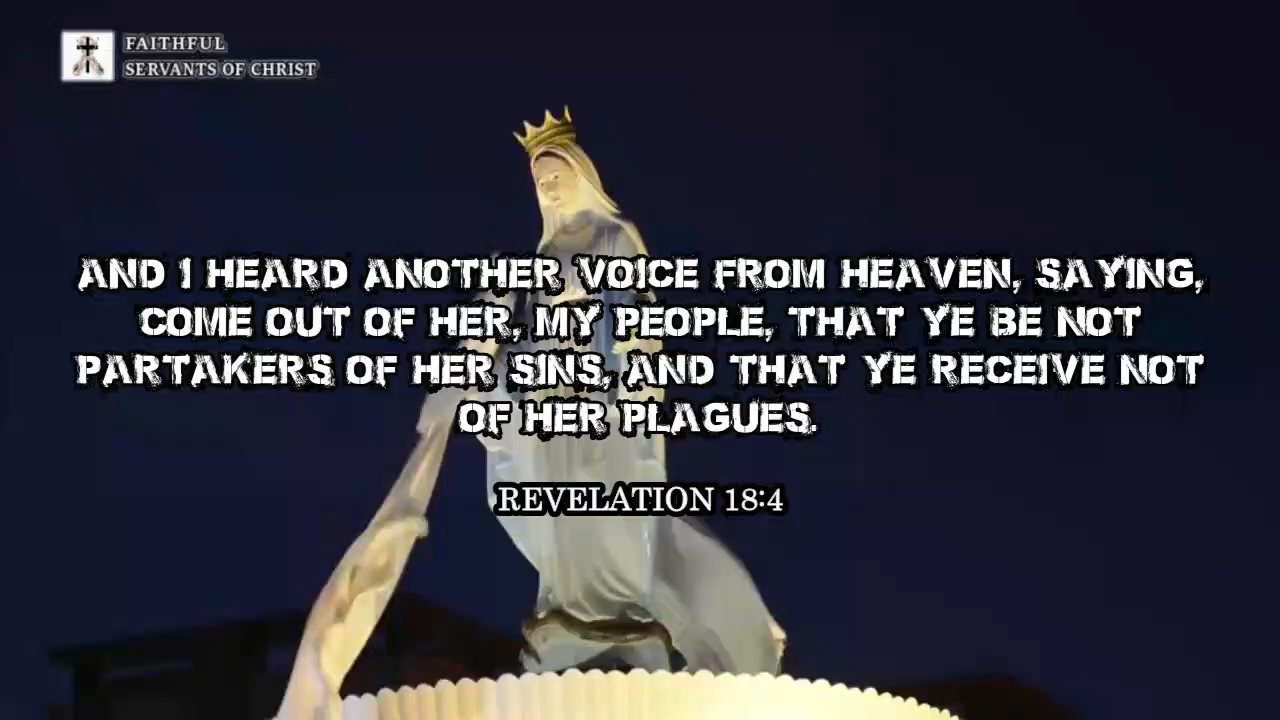 FAITHFUL
SERVANTS OF CHRIST
AND I HEARD ANOTHER VOICE FROM HEAVEN, SAYING,
COME OUT OF HER, MY PEOPLE, THAT YE BE NOT
PARTAKERS OF HER SINS, AND THAT YE RECEIVE NOT
OF HER PLAGUES.
REVELATION 18:4